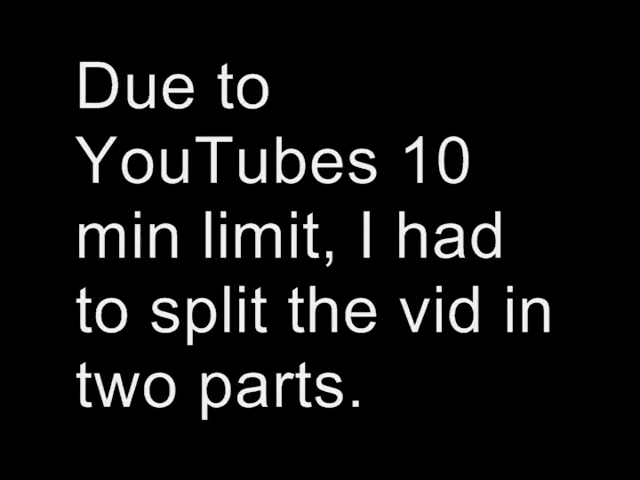 Due to
YouTubes 10
min limit, I had
to split the vid in
two parts.